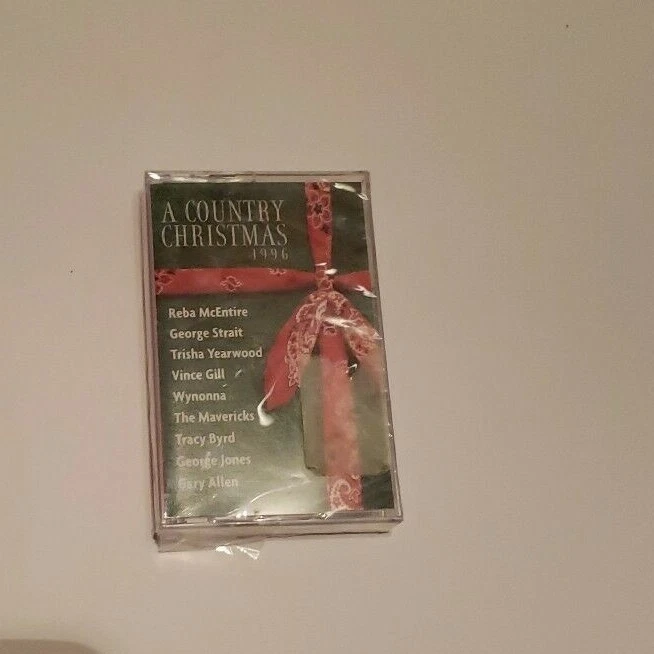 A COUNTRY
CHRISTMAS
1996
Reba McEntire
George Strait
Trisha Yearwood
Vince Gill
Wynonna
The Mavericks
Tracy Byrd
George Jones
Gary Allen